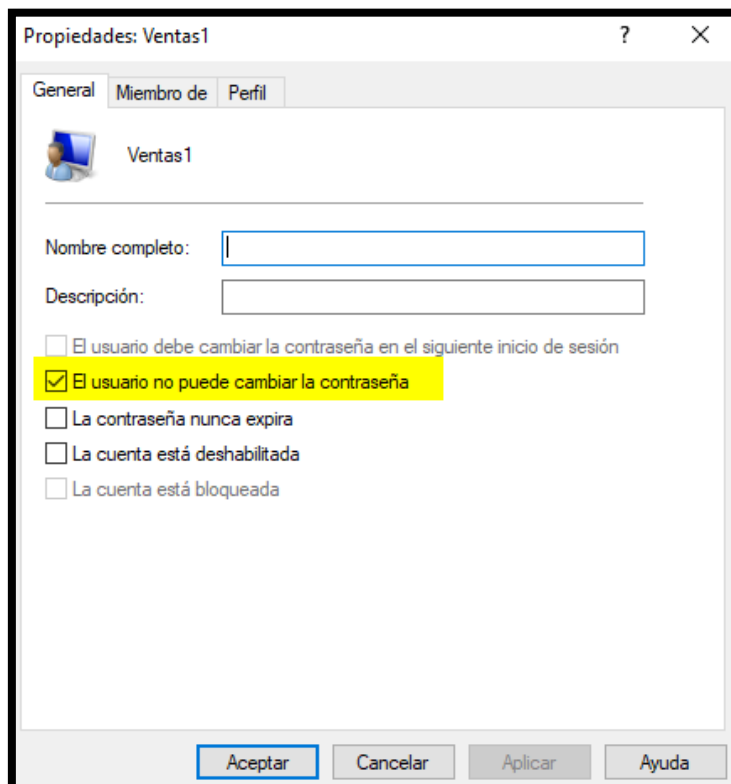 Propiedades: Ventas1
?
General Miembro de Perfil
Ventas1
Nombre completo:
Descripción:
El usuario debe cambiar la contraseña en el siguiente inicio de sesión
El usuario no puede cambiar la contraseña
La contraseña nunca expira
La cuenta está deshabilitada
La cuenta está bloqueada
Aceptar Cancelar Aplicar Ayuda